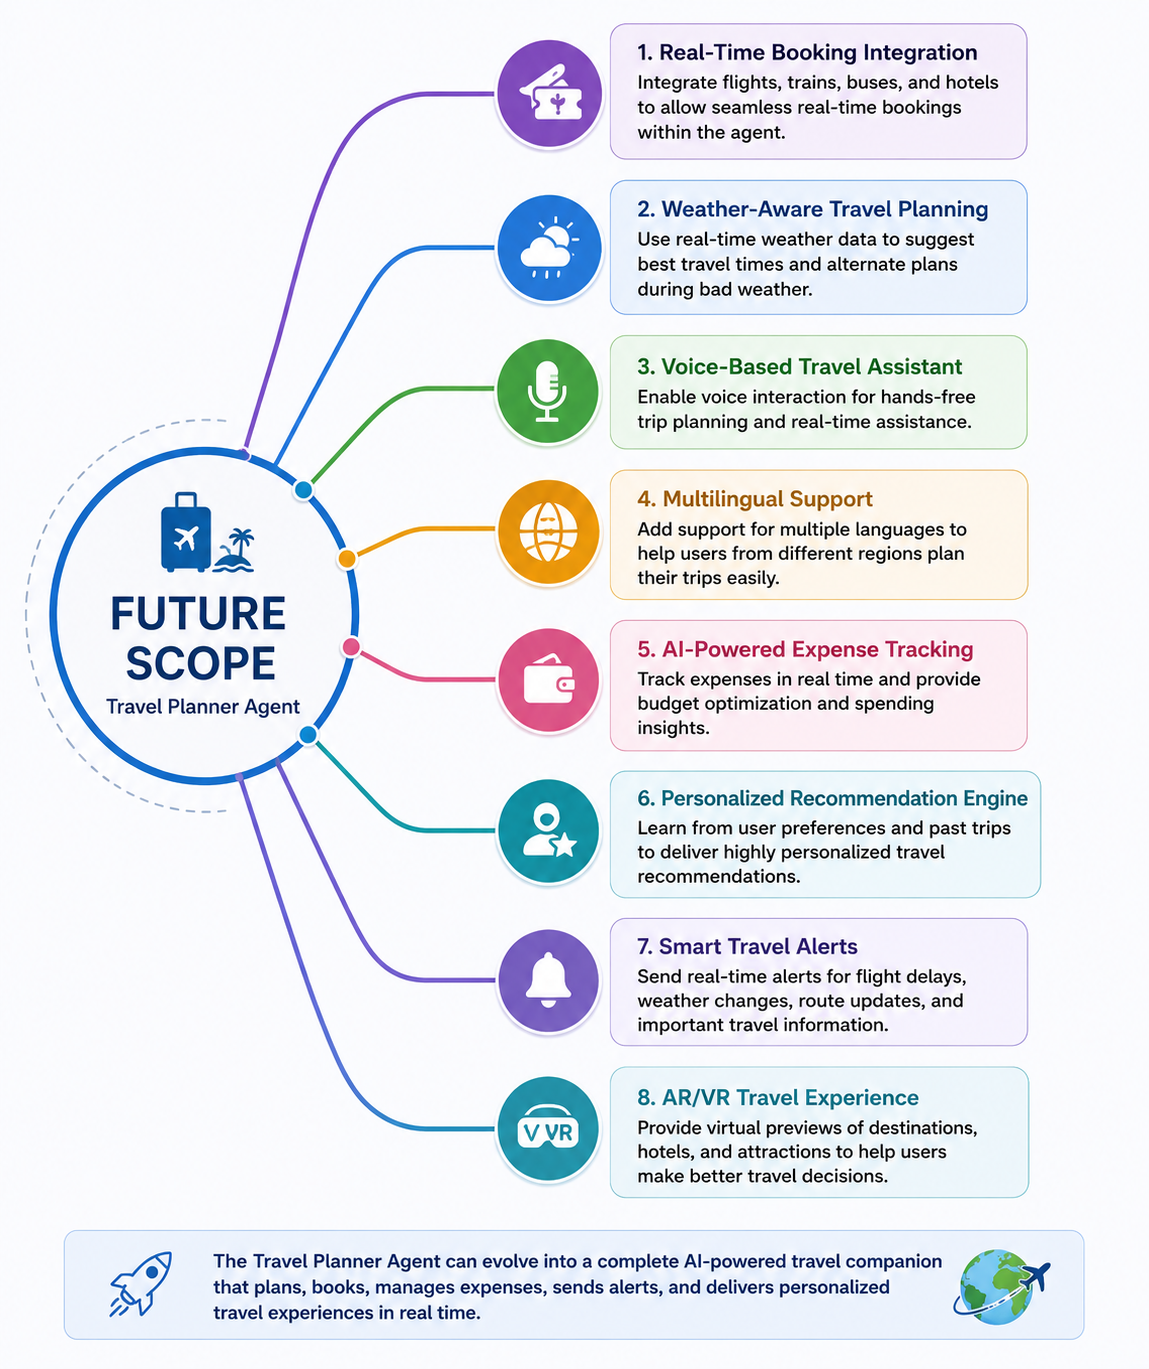 FUTURE
SCOPE
Travel Planner Agent
1. Real-Time Booking Integration
Integrate flights, trains, buses, and hotels
to allow seamless real-time bookings
within the agent.
2. Weather-Aware Travel Planning
Use real-time weather data to suggest
best travel times and alternate plans
during bad weather.
3. Voice-Based Travel Assistant
Enable voice interaction for hands-free
trip planning and real-time assistance.
4. Multilingual Support
Add support for multiple languages to
help users from different regions plan
their trips easily.
5. AI-Powered Expense Tracking
Track expenses in real time and provide
budget optimization and spending
insights.
6. Personalized Recommendation Engine
Learn from user preferences and past trips
to deliver highly personalized travel
recommendations.
7. Smart Travel Alerts
Send real-time alerts for flight delays,
weather changes, route updates, and
important travel information.
V VR
8. AR/VR Travel Experience
Provide virtual previews of destinations,
hotels, and attractions to help users
make better travel decisions.
The Travel Planner Agent can evolve into a complete AI-powered travel companion
that plans, books, manages expenses, sends alerts, and delivers personalized
travel experiences in real time.